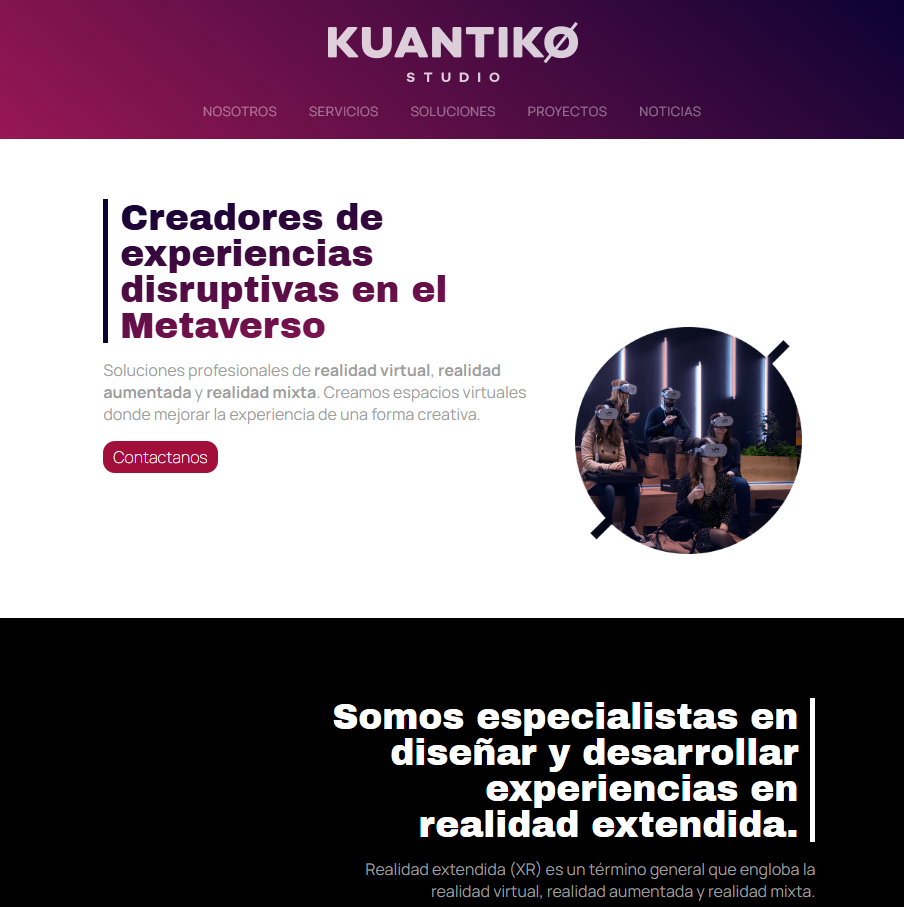 KUANTIKØ
STUDIO
NOSOTROS SERVICIOS SOLUCIONES PROYECTOS NOTICIAS
Creadores de
experiencias
disruptivas en el
Metaverso
Soluciones profesionales de realidad virtual, realidad
aumentada y realidad mixta. Creamos espacios virtuales
donde mejorar la experiencia de una forma creativa.
Contactanos
Somos especialistas en
diseñar y desarrollar
experiencias en
realidad extendida.
Realidad extendida (XR) es un término general que engloba la
realidad virtual, realidad aumentada y realidad mixta.